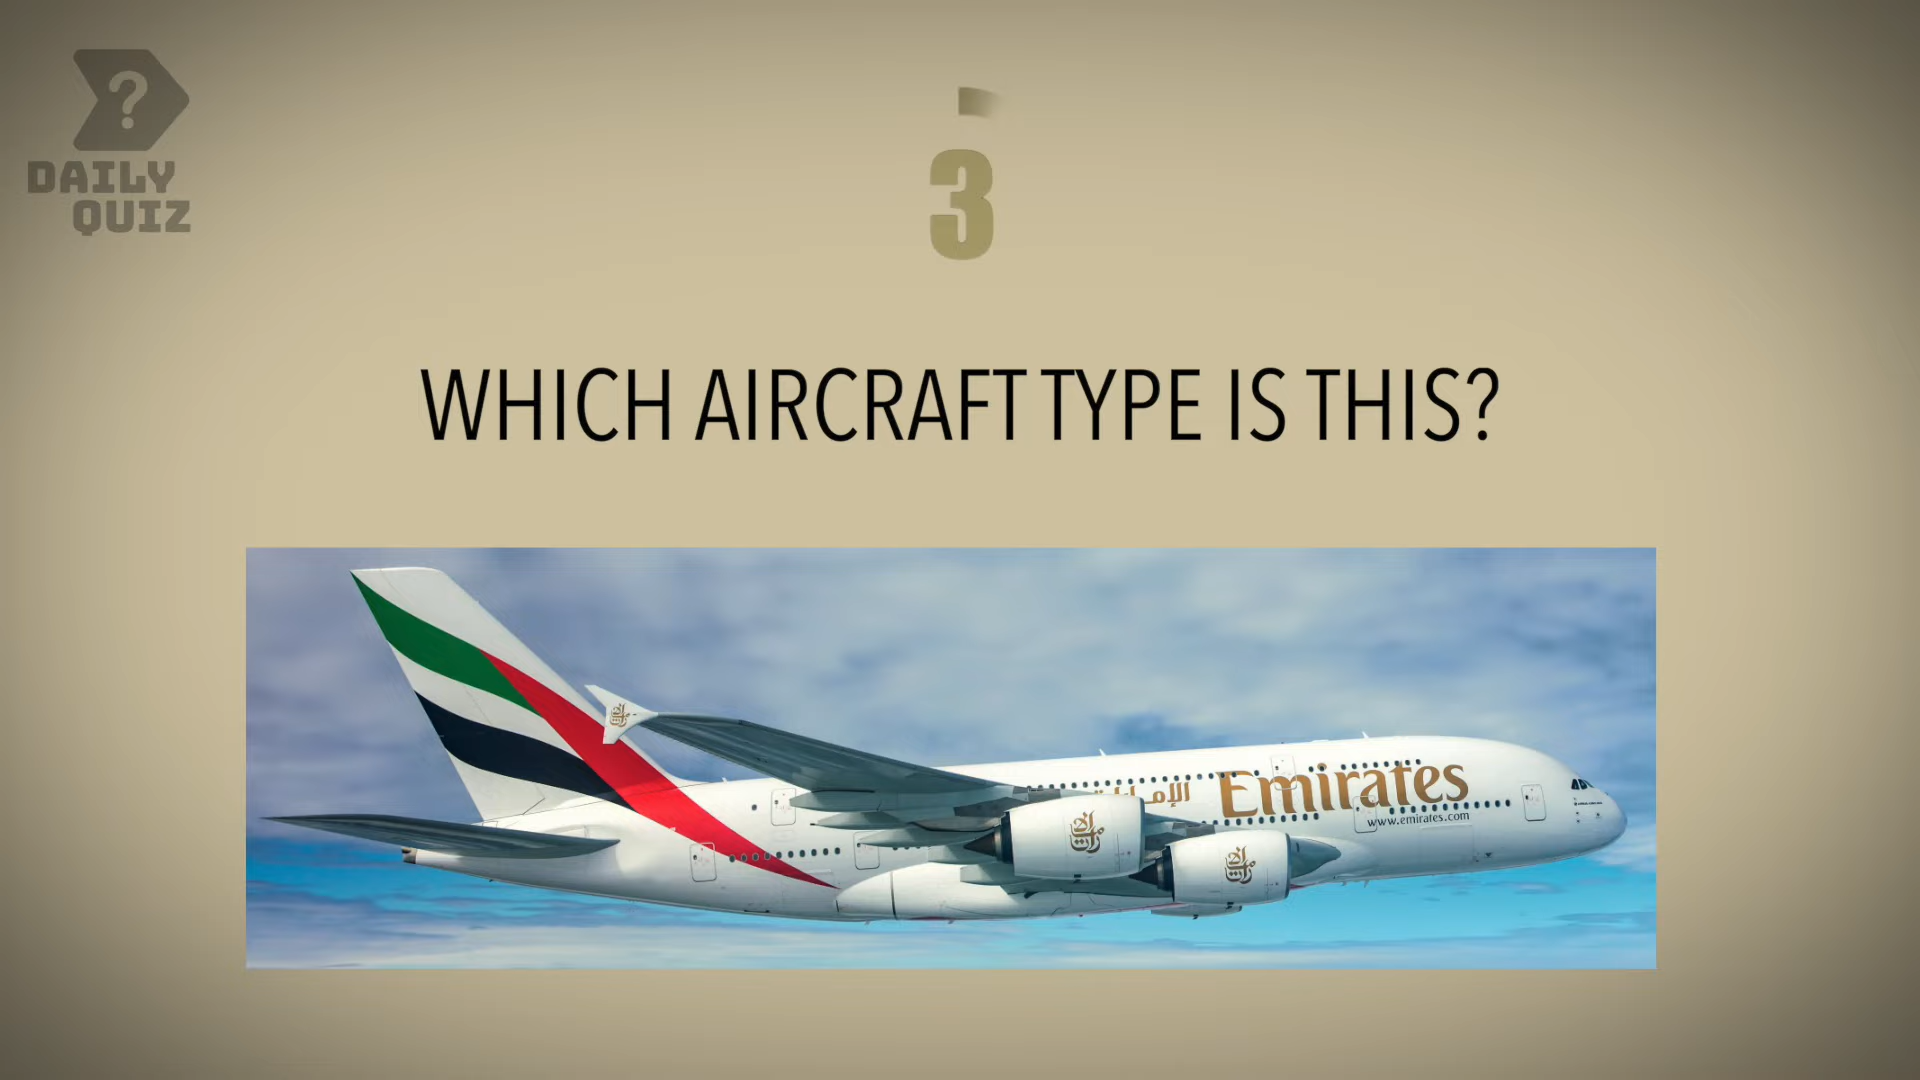 ?
DAILY
QUIZ
3
WHICH AIRCRAFT TYPE IS THIS?
Emirates
www.emirates.com